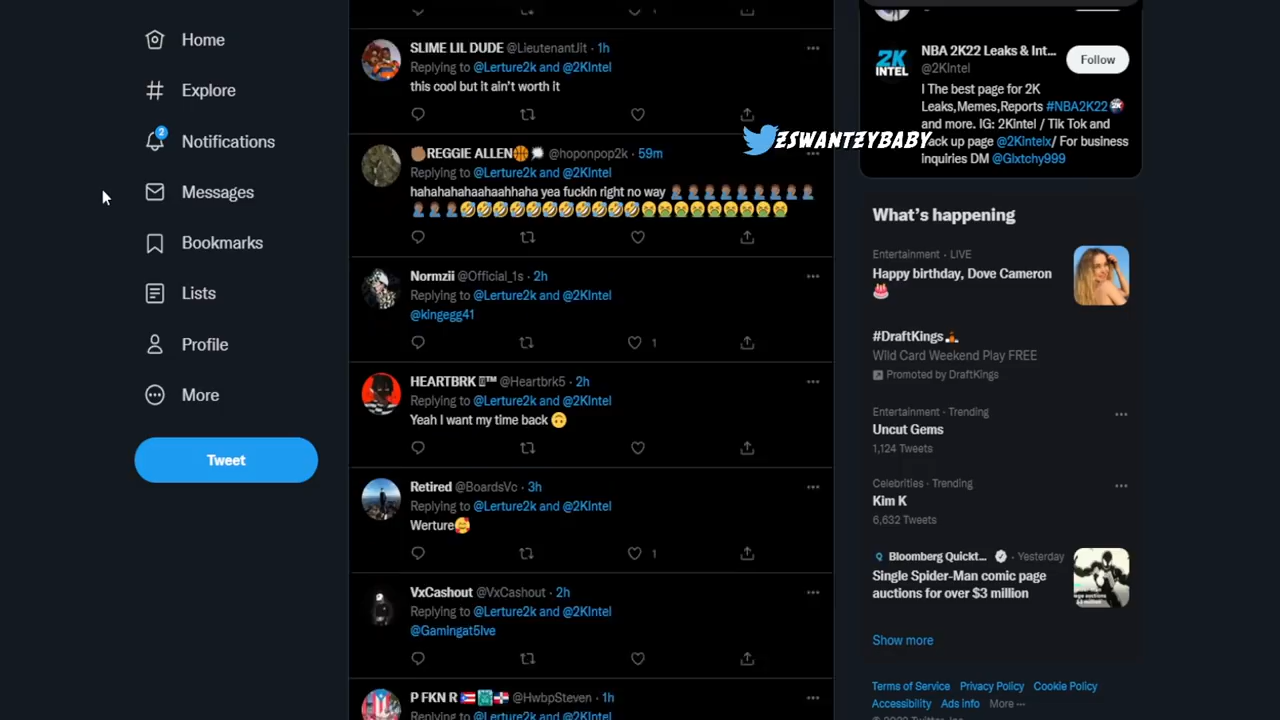 Home
Explore
2
Notifications
Messages
Bookmarks
Lists
Profile
More
Tweet
1
SLIME LIL DUDE @LieutenantJit · 1h
Replying to @Lerture2k and @2KIntel
this cool but it ain't worth it
✊🏽REGGIE ALLEN🏀 @hoponpop2k · 59m
Replying to @Lerture2k and @2KIntel
hahahahahaahaahhaha yea fuckin right no way 🤦🏽‍♂️🤦🏽‍♂️🤦🏽‍♂️🤦🏽‍♂️🤦🏽‍♂️🤦🏽‍♂️🤦🏽‍♂️🤦🏽‍♂️🤦🏽‍♂️
🤦🏽‍♂️🤦🏽‍♂️🤦🏽‍♂️🤣🤣🤣🤣🤣🤣🤣🤣🤣🤣🤣🤮🤮🤮🤮🤮🤮🤮🤮🤮
Normzii @Official_1s · 2h
Replying to @Lerture2k and @2KIntel
@kingegg41
1
HEARTBRK ™ @Heartbrk5 · 2h
Replying to @Lerture2k and @2KIntel
Yeah I want my time back 🙃
Retired @BoardsVc · 3h
Replying to @Lerture2k and @2KIntel
Werture🥰
1
VxCashout @VxCashout · 2h
Replying to @Lerture2k and @2KIntel
@Gamingat5lve
P FKN R 🇵🇷🇩🇴 @HwbpSteven · 1h
Replying to @Lerture2k and @2KIntel
ZSWANTZYBABY
2K
INTEL
NBA 2K22 Leaks & Int...
@2KIntel
Follow
| The best page for 2K
Leaks,Memes,Reports #NBA2K22
and more. IG: 2Kintel / Tik Tok and
ack up page @2Kintelx/ For business
inquiries DM @Glxtchy999
What's happening
Entertainment · LIVE
Happy birthday, Dove Cameron
🎂
#DraftKings
Wild Card Weekend Play FREE
Promoted by DraftKings
Entertainment · Trending
Uncut Gems
1,124 Tweets
Celebrities · Trending
Kim K
6,632 Tweets
Bloomberg Quickt... · Yesterday
Single Spider-Man comic page
auctions for over $3 million
Show more
Terms of Service Privacy Policy Cookie Policy
Accessibility Ads info More ···